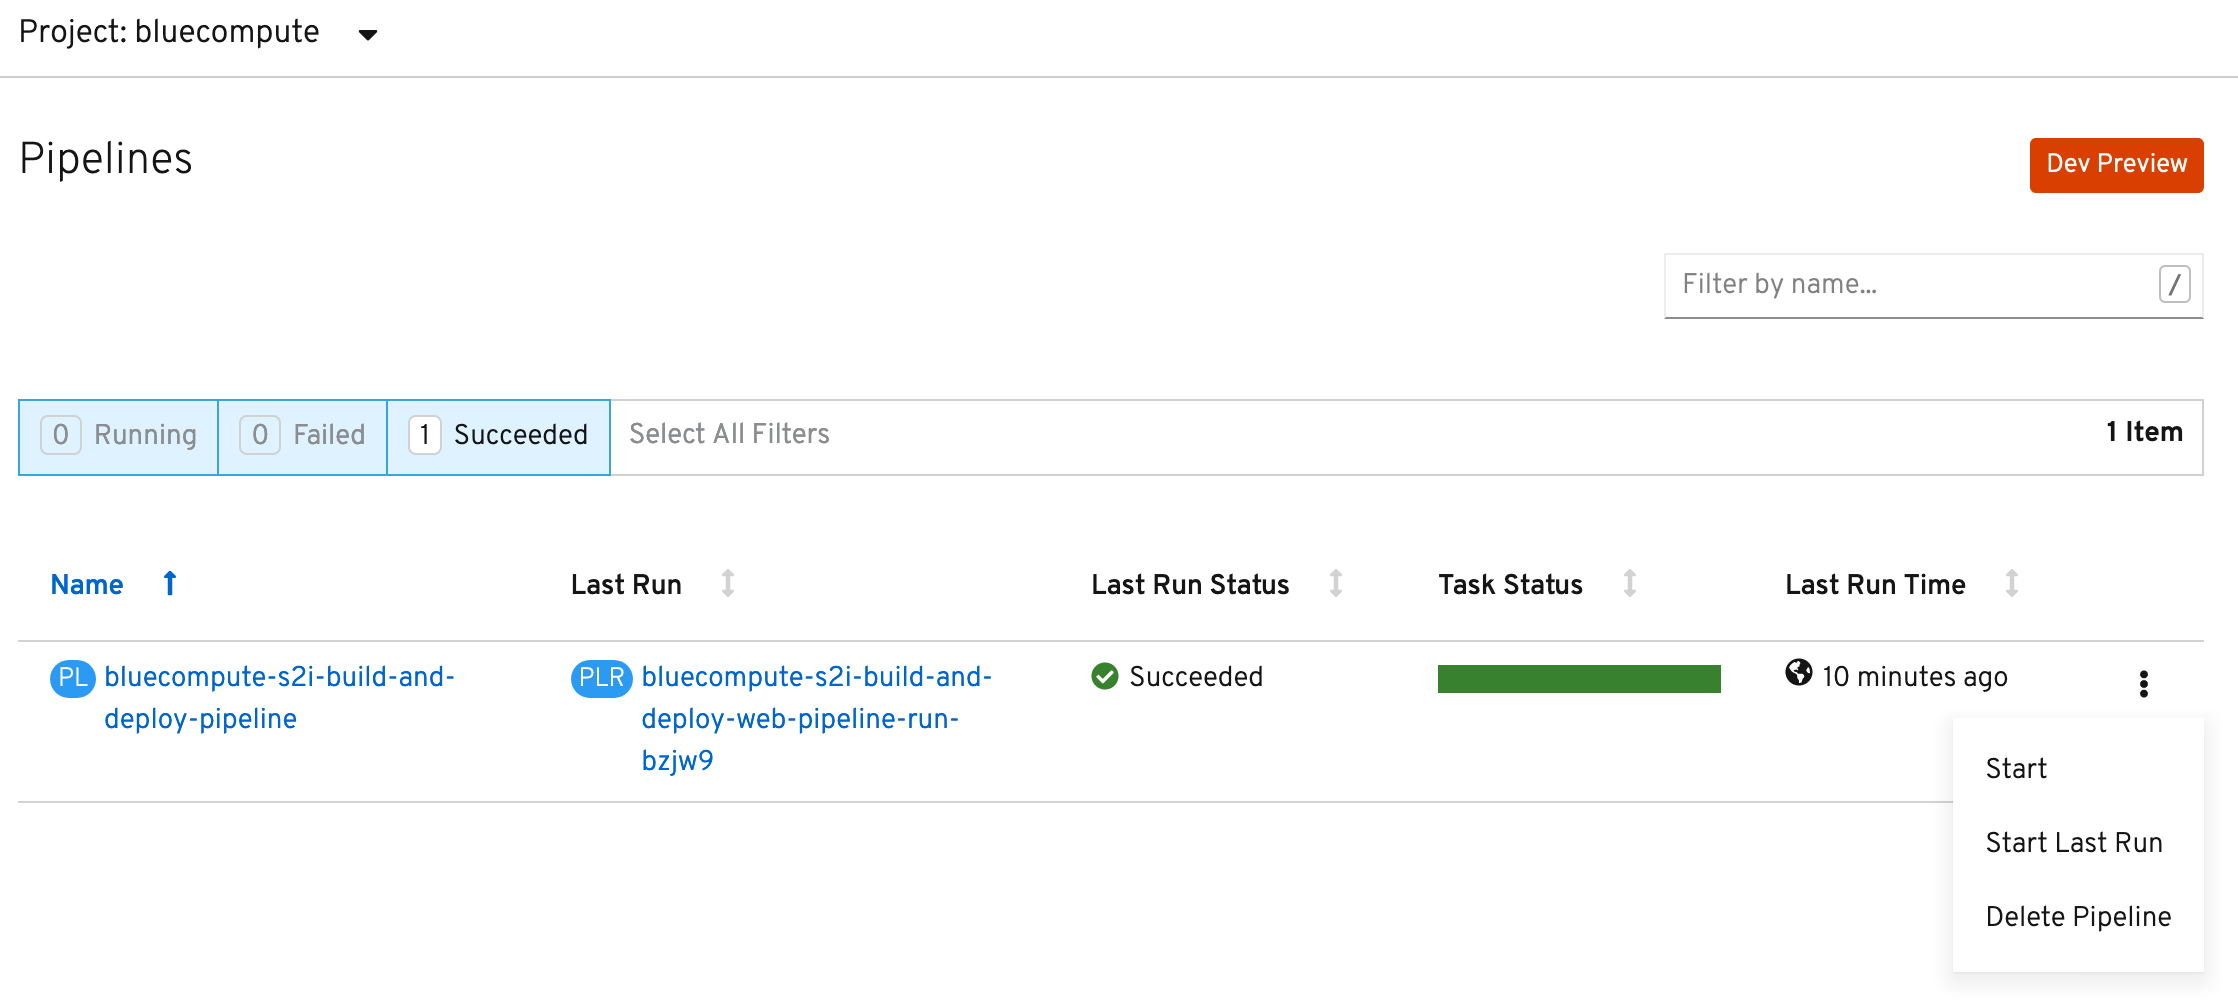 Project: bluecompute
Pipelines
Dev Preview
Filter by name...
/
0 Running 0 Failed 1 Succeeded Select All Filters 1 Item
Name Last Run Last Run Status Task Status Last Run Time
PL bluecompute-s2i-build-and-
deploy-pipeline
PLR bluecompute-s2i-build-and-
deploy-web-pipeline-run-
bzjw9
Succeeded
10 minutes ago
Start
Start Last Run
Delete Pipeline